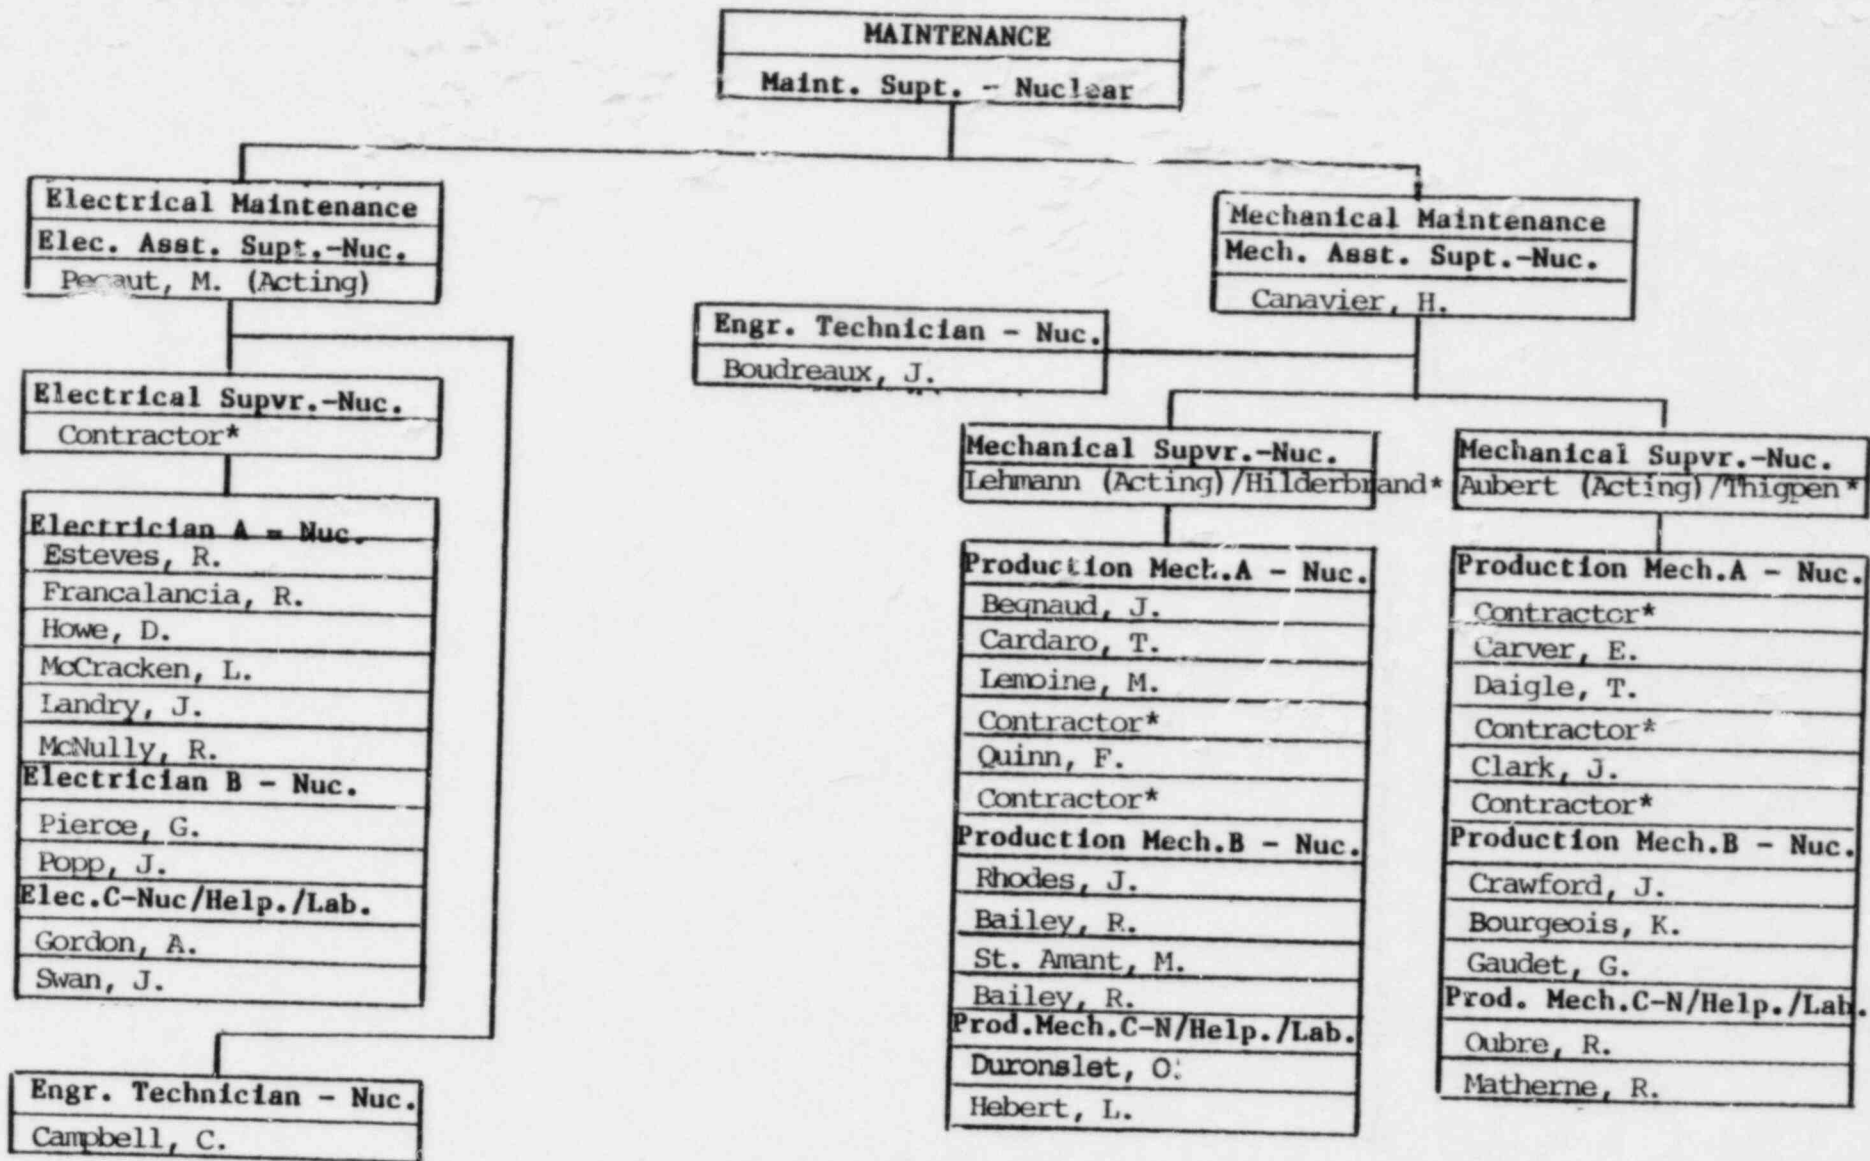 MAINTENANCE
Maint. Supt. - Nuclear
Electrical Maintenance
Elec. Asst. Supt.-Nuc.
Pecaut, M. (Acting)
Mechanical Maintenance
Mech. Asst. Supt.-Nuc.
Canavier, H.
Engr. Technician - Nuc.
Boudreaux, J.
Electrical Supvr.-Nuc.
Contractor*
Electrician A - Nuc.
Esteves, R.
Francalancia, R.
Howe, D.
McCracken, L.
Landry, J.
McNully, R.
Electrician B - Nuc.
Pierce, G.
Popp, J.
Elec.C-Nuc/Help./Lab.
Gordon, A.
Swan, J.
Engr. Technician - Nuc.
Campbell, C.
Mechanical Supvr.-Nuc.
Lehmann (Acting)/Hilderbrand*
Production Mech.A - Nuc.
Begnaud, J.
Cardaro, T.
Lemoine, M.
Contractor*
Quinn, F.
Contractor*
Production Mech.B - Nuc.
Rhodes, J.
Bailey, R.
St. Amant, M.
Bailey, R.
Prod.Mech.C-N/Help./Lab.
Duronslet, O.
Hebert, L.
Mechanical Supvr.-Nuc.
Aubert (Acting)/Thigpen*
Production Mech.A - Nuc.
Contractor*
Carver, E.
Daigle, T.
Contractor*
Clark, J.
Contractor*
Production Mech.B - Nuc.
Crawford, J.
Bourgeois, K.
Gaudet, G.
Prod. Mech.C-N/Help./Lab.
Oubre, R.
Matherne, R.